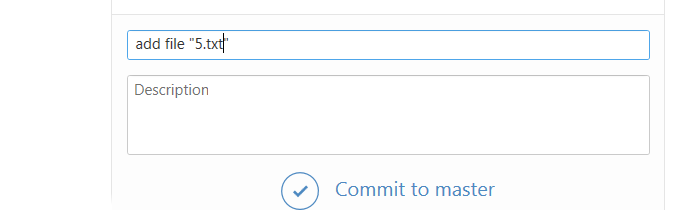 add file "5.txt"
Description
Commit to master